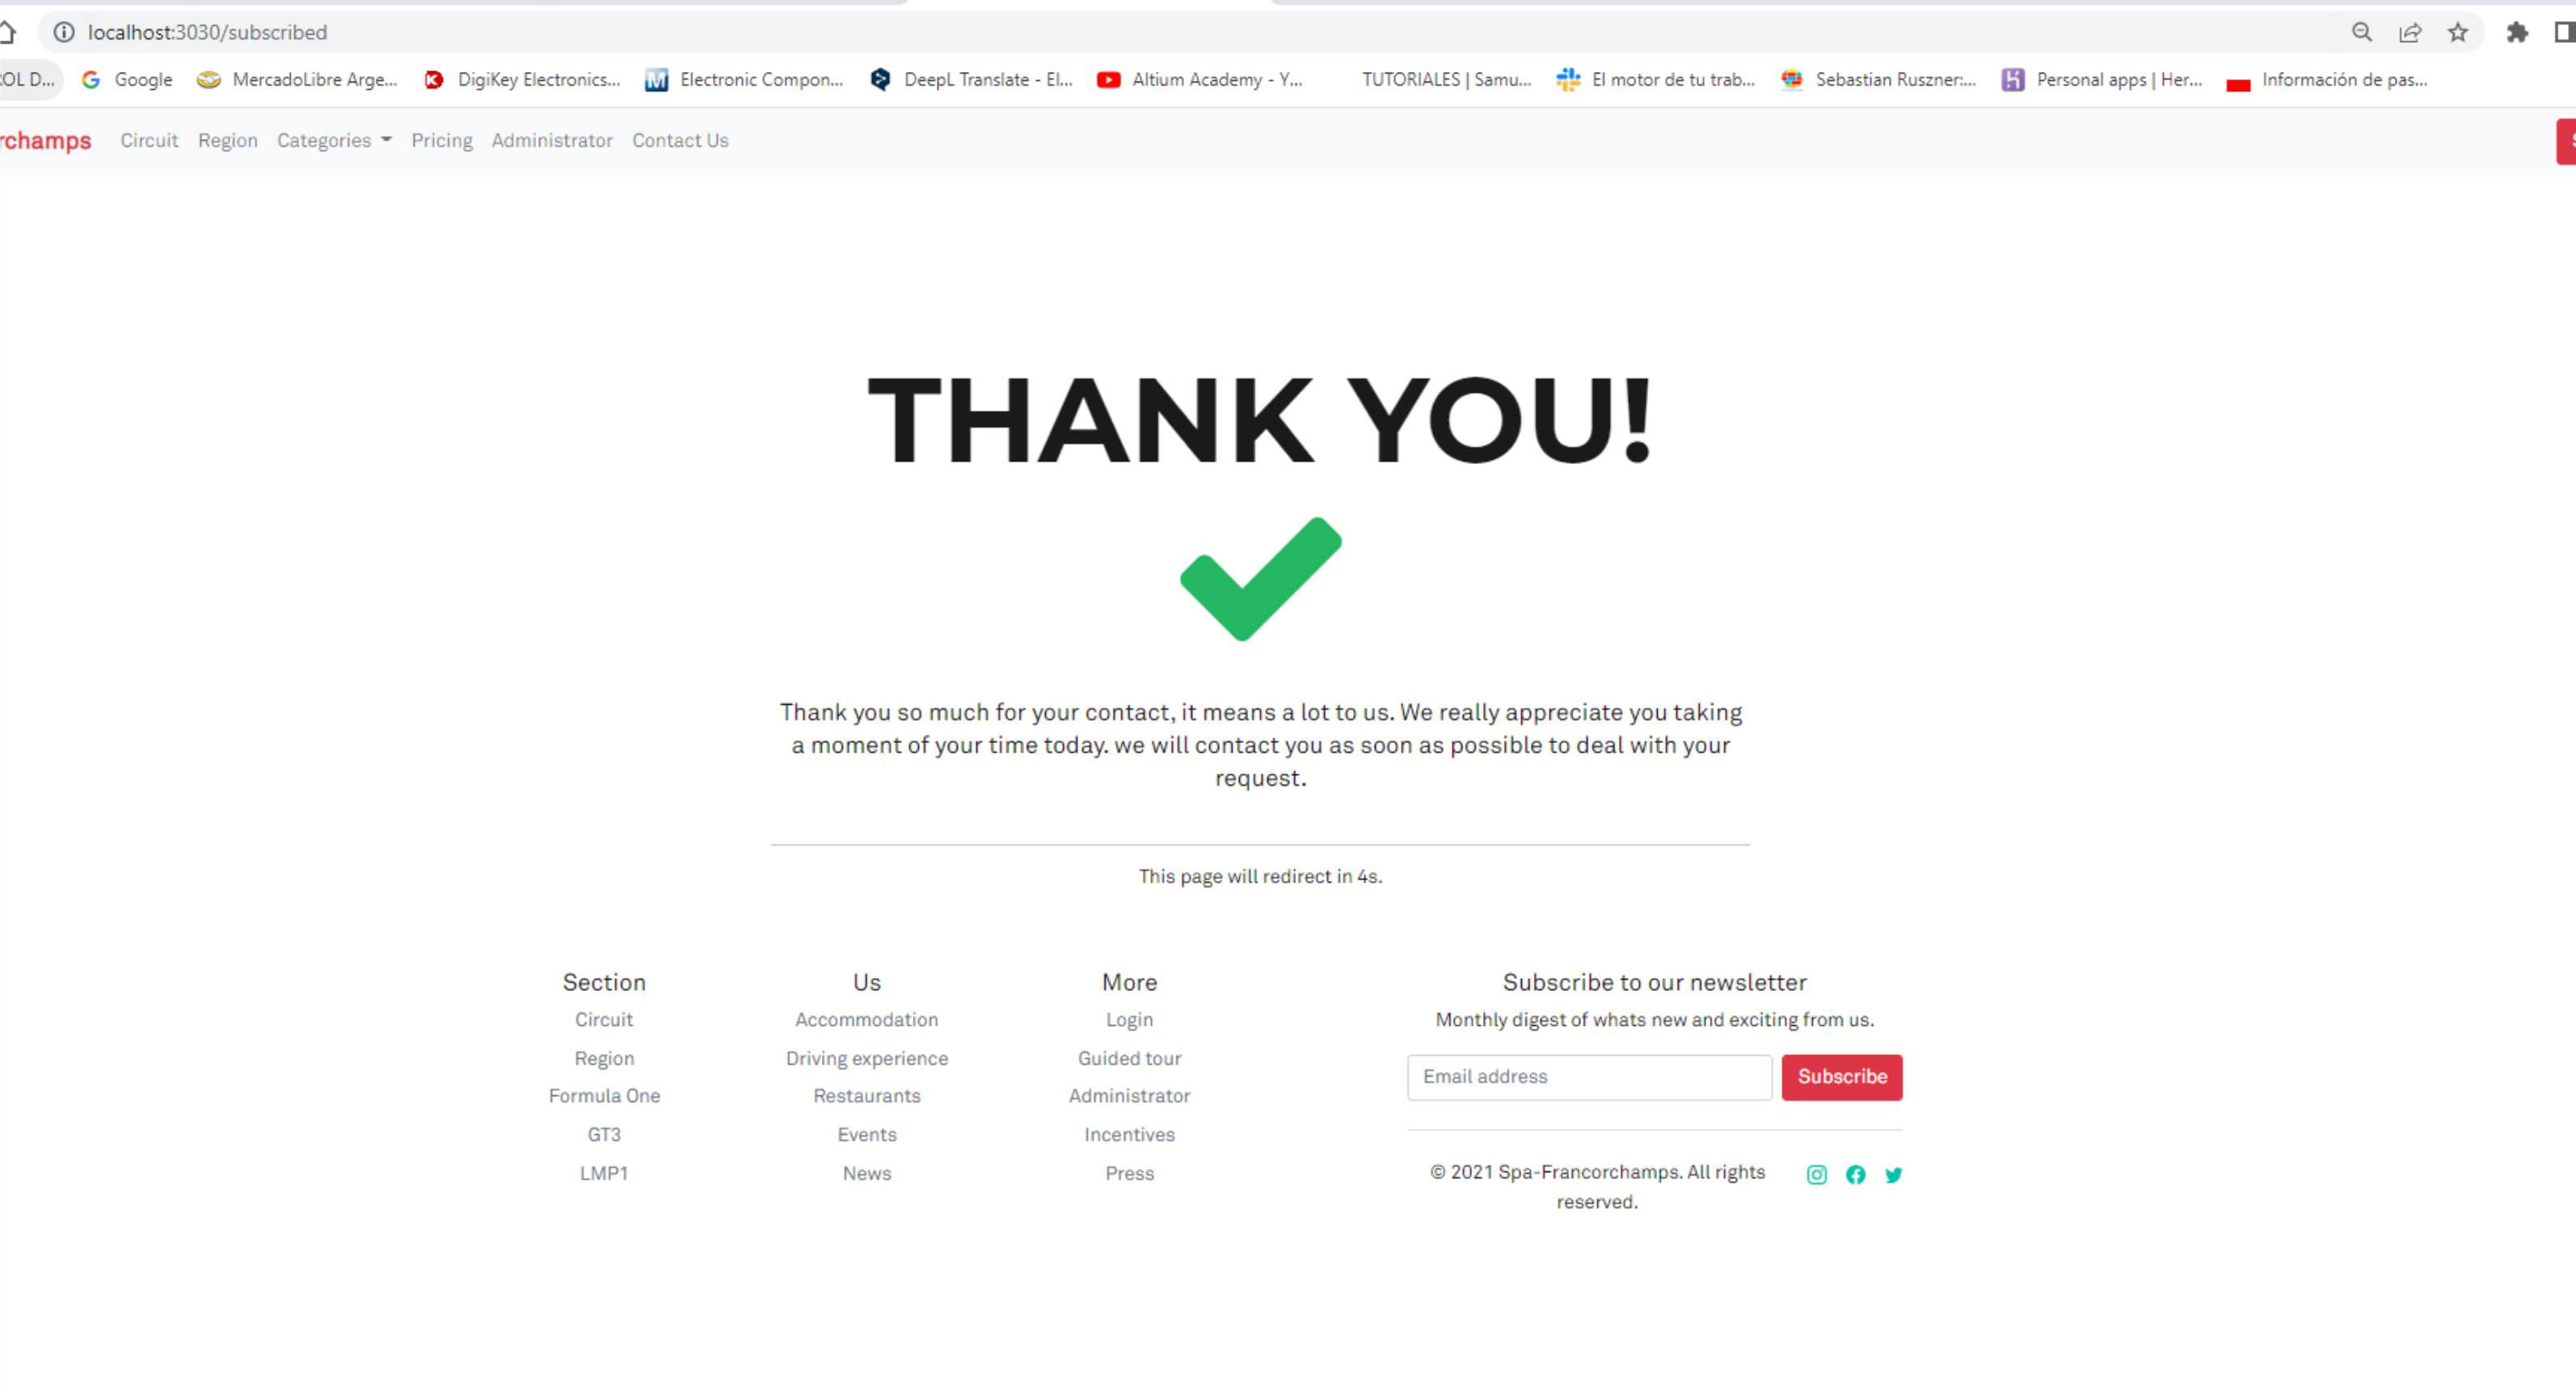 localhost:3030/subscribed
OL D... Google MercadoLibre Arge... DigiKey Electronics... Electronic Compon... DeepL Translate - El... Altium Academy - Y... TUTORIALES | Samu... El motor de tu trab... Sebastian Ruszner:... Personal apps | Her... Información de pas...
rchamps Circuit Region Categories Pricing Administrator Contact Us
THANK YOU!
Thank you so much for your contact, it means a lot to us. We really appreciate you taking
a moment of your time today. we will contact you as soon as possible to deal with your
request.
This page will redirect in 4s.
Section
Circuit
Region
Formula One
GT3
LMP1
Us
Accommodation
Driving experience
Restaurants
Events
News
More
Login
Guided tour
Administrator
Incentives
Press
Subscribe to our newsletter
Monthly digest of whats new and exciting from us.
Email address Subscribe
© 2021 Spa-Francorchamps. All rights
reserved.